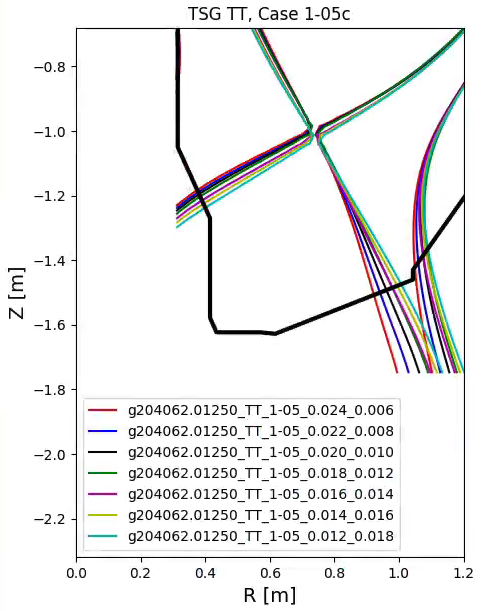 TSG TT, Case 1-05c
−0.8
−1.0
−1.2
−1.4
−1.6
−1.8
−2.0
−2.2
Z [m]
g204062.01250_TT_1-05_0.024_0.006
g204062.01250_TT_1-05_0.022_0.008
g204062.01250_TT_1-05_0.020_0.010
g204062.01250_TT_1-05_0.018_0.012
g204062.01250_TT_1-05_0.016_0.014
g204062.01250_TT_1-05_0.014_0.016
g204062.01250_TT_1-05_0.012_0.018
0.0 0.2 0.4 0.6 0.8 1.0 1.2
R [m]